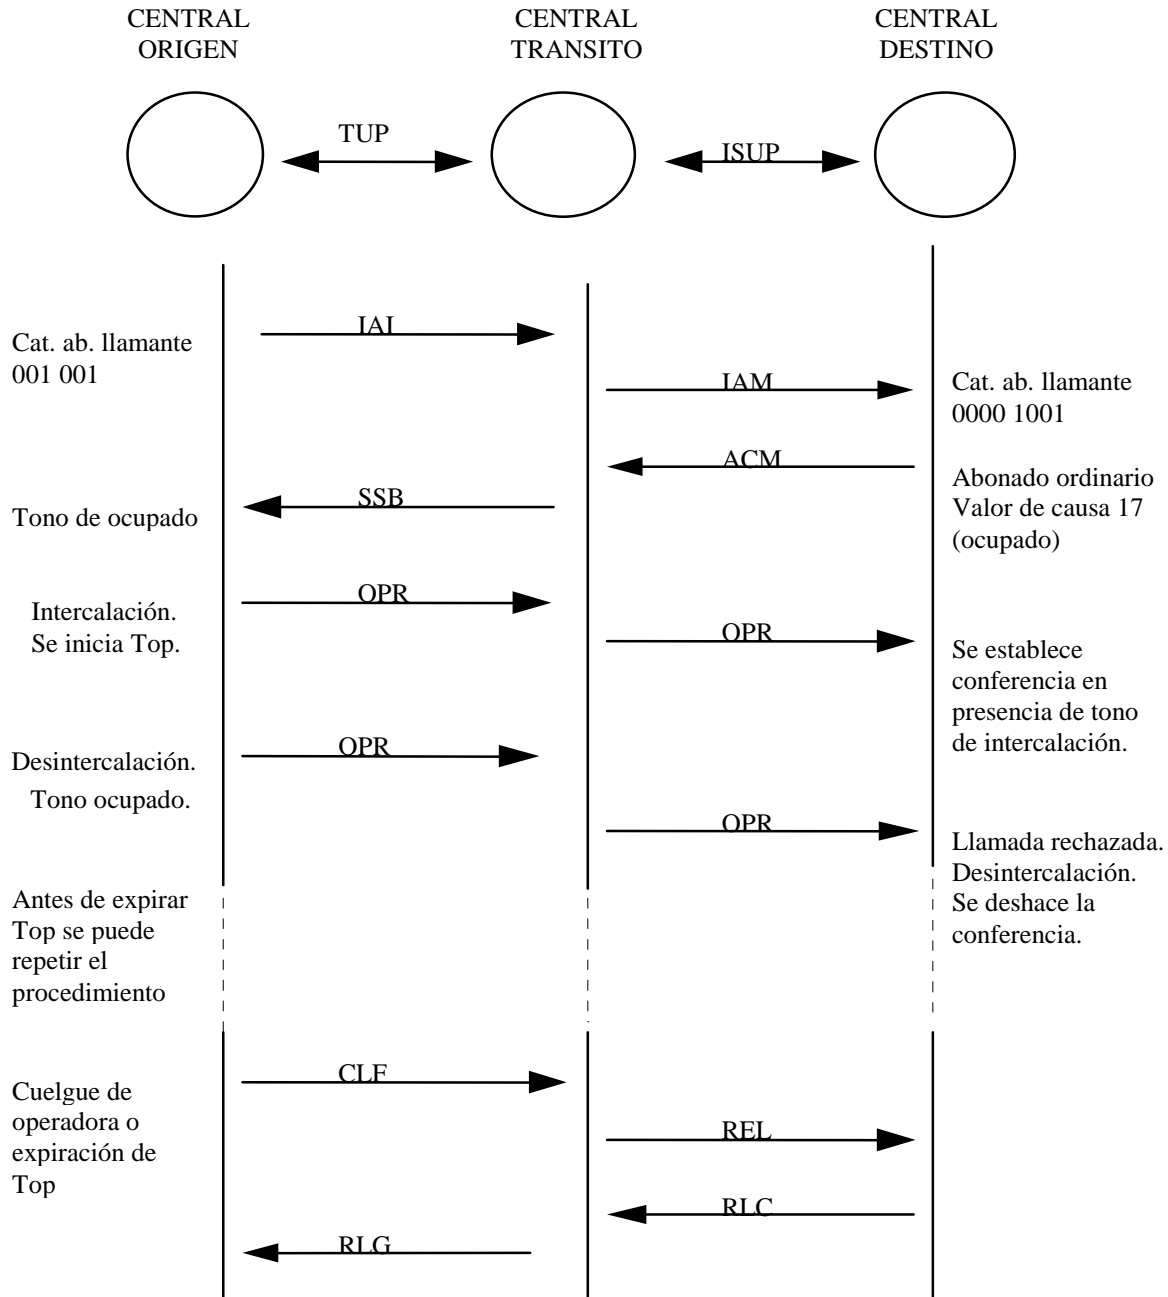 CENTRAL
ORIGEN
CENTRAL
TRANSITO
CENTRAL
DESTINO
TUP
ISUP
IAI
Cat. ab. llamante
001 001
IAM
Cat. ab. llamante
0000 1001
ACM
Abonado ordinario
Valor de causa 17
(ocupado)
SSB
Tono de ocupado
OPR
Intercalación.
Se inicia Top.
OPR
Se establece
conferencia en
presencia de tono
de intercalación.
OPR
Desintercalación.
Tono ocupado.
OPR
Llamada rechazada.
Desintercalación.
Se deshace la
conferencia.
Antes de expirar
Top se puede
repetir el
procedimiento
CLF
Cuelgue de
operadora o
expiración de
Top
REL
RLC
RLG